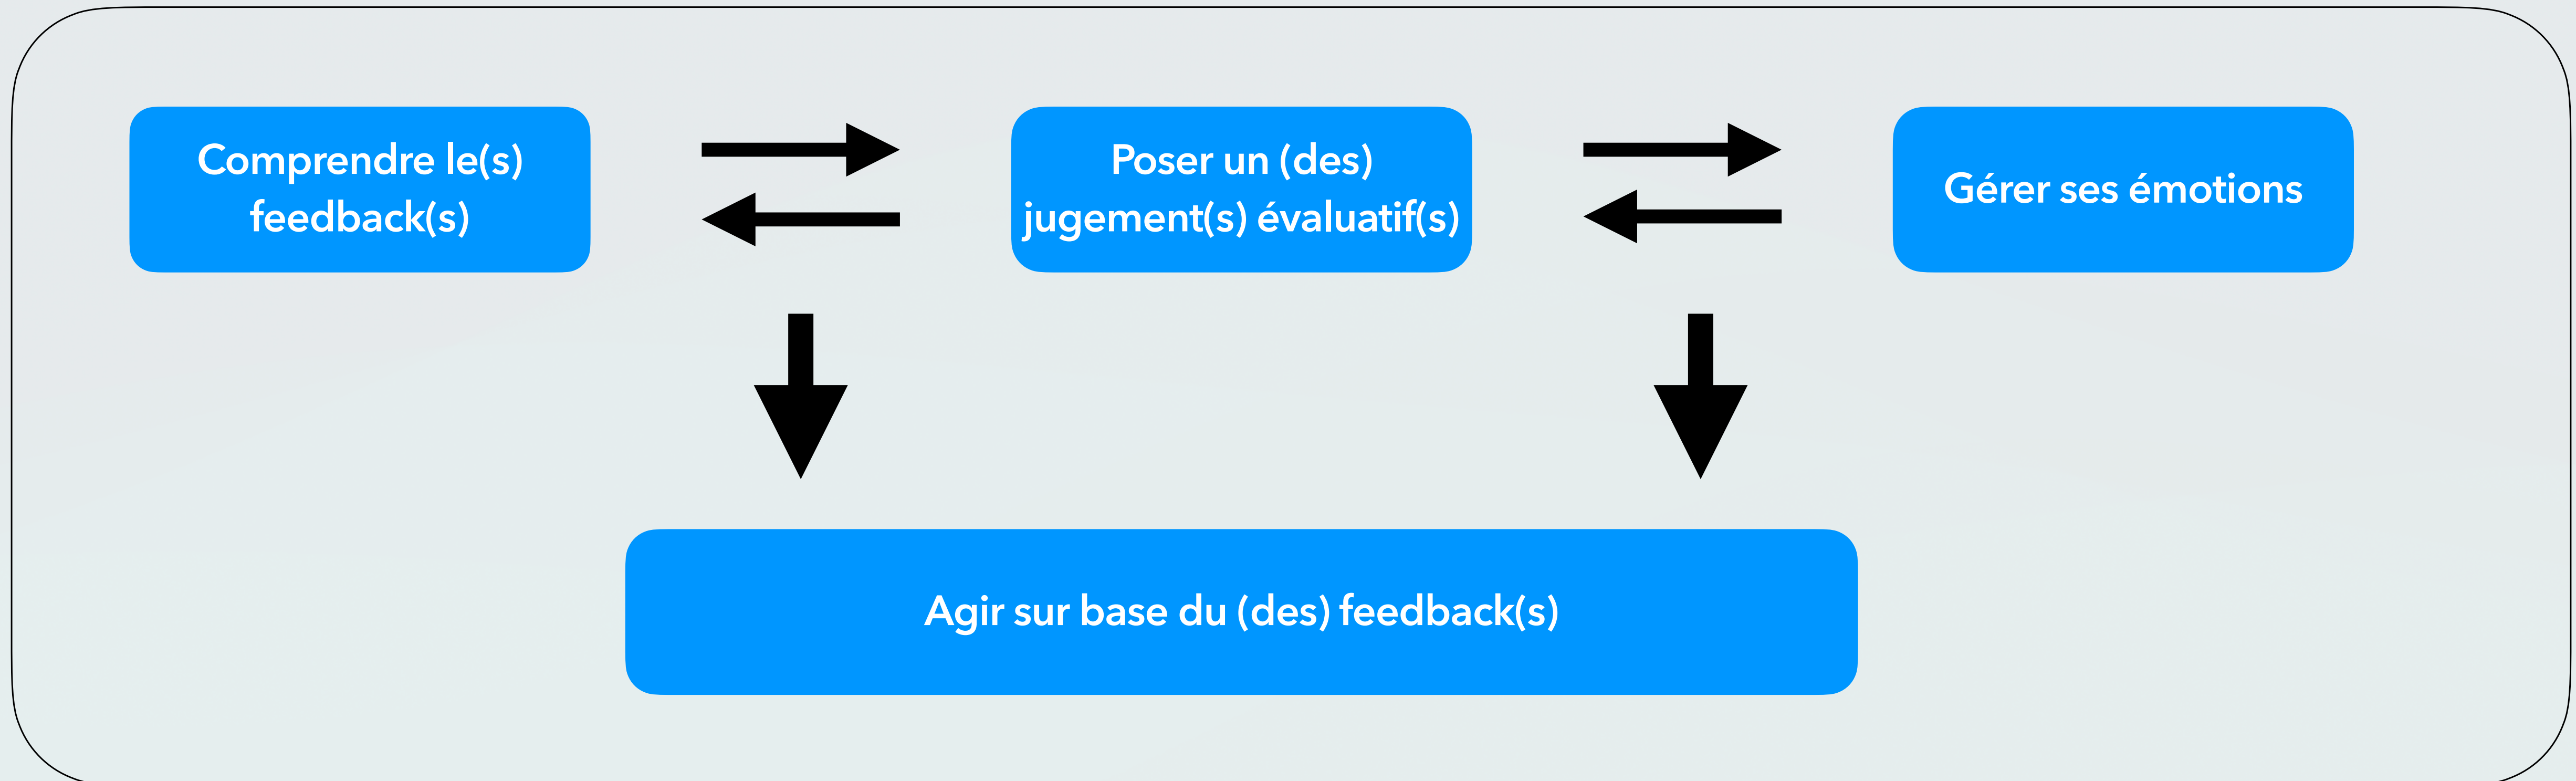 Comprendre le(s)
feedback(s)
Poser un (des)
jugement(s) évaluatif(s)
Gérer ses émotions
Agir sur base du (des) feedback(s)